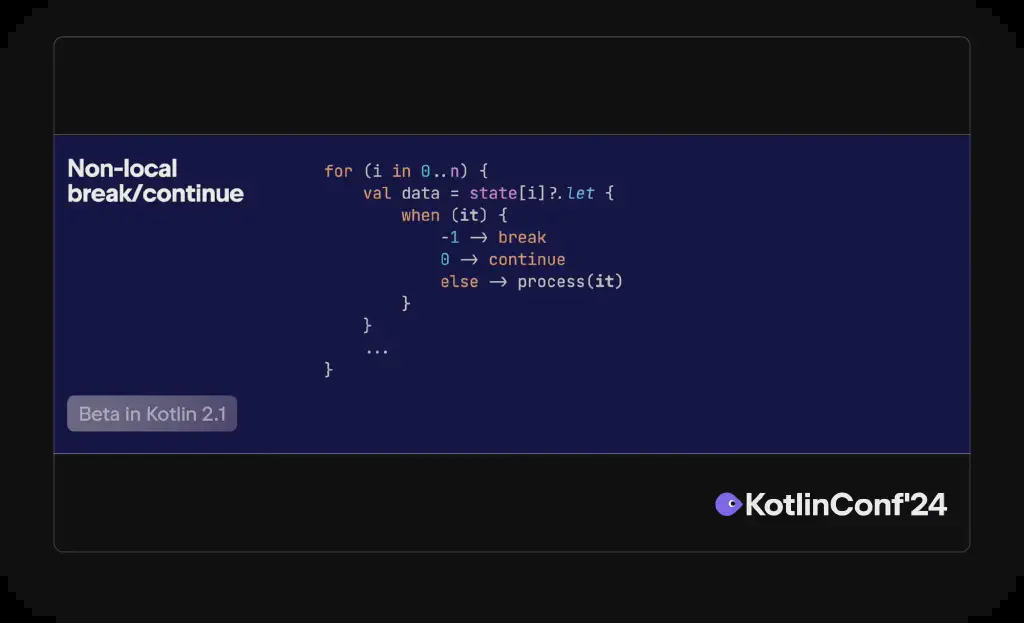 Non-local
break/continue
for (i in 0..n) {
    val data = state[i]?.let {
        when (it) {
            -1 -> break
            0 -> continue
            else -> process(it)
        }
    }
    ...
}
Beta in Kotlin 2.1
KotlinConf'24